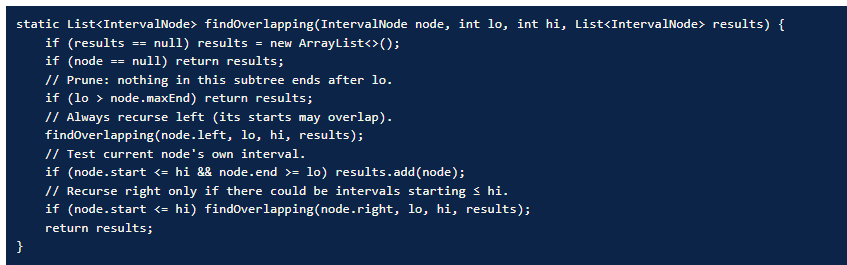 static List<IntervalNode> findOverlapping(IntervalNode node, int lo, int hi, List<IntervalNode> results) {
    if (results == null) results = new ArrayList<>();
    if (node == null) return results;
    // Prune: nothing in this subtree ends after lo.
    if (lo > node.maxEnd) return results;
    // Always recurse left (its starts may overlap).
    findOverlapping(node.left, lo, hi, results);
    // Test current node's own interval.
    if (node.start <= hi && node.end >= lo) results.add(node);
    // Recurse right only if there could be intervals starting ≤ hi.
    if (node.start <= hi) findOverlapping(node.right, lo, hi, results);
    return results;
}